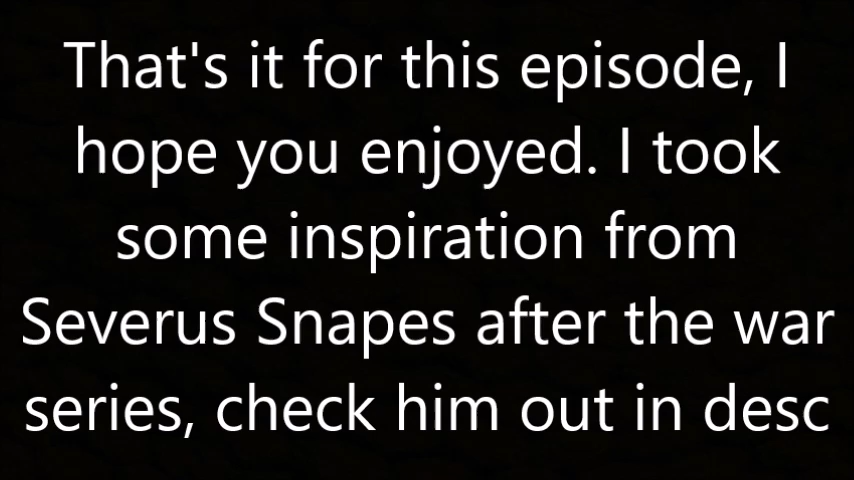 That's it for this episode, I
hope you enjoyed. I took
some inspiration from
Severus Snapes after the war
series, check him out in desc